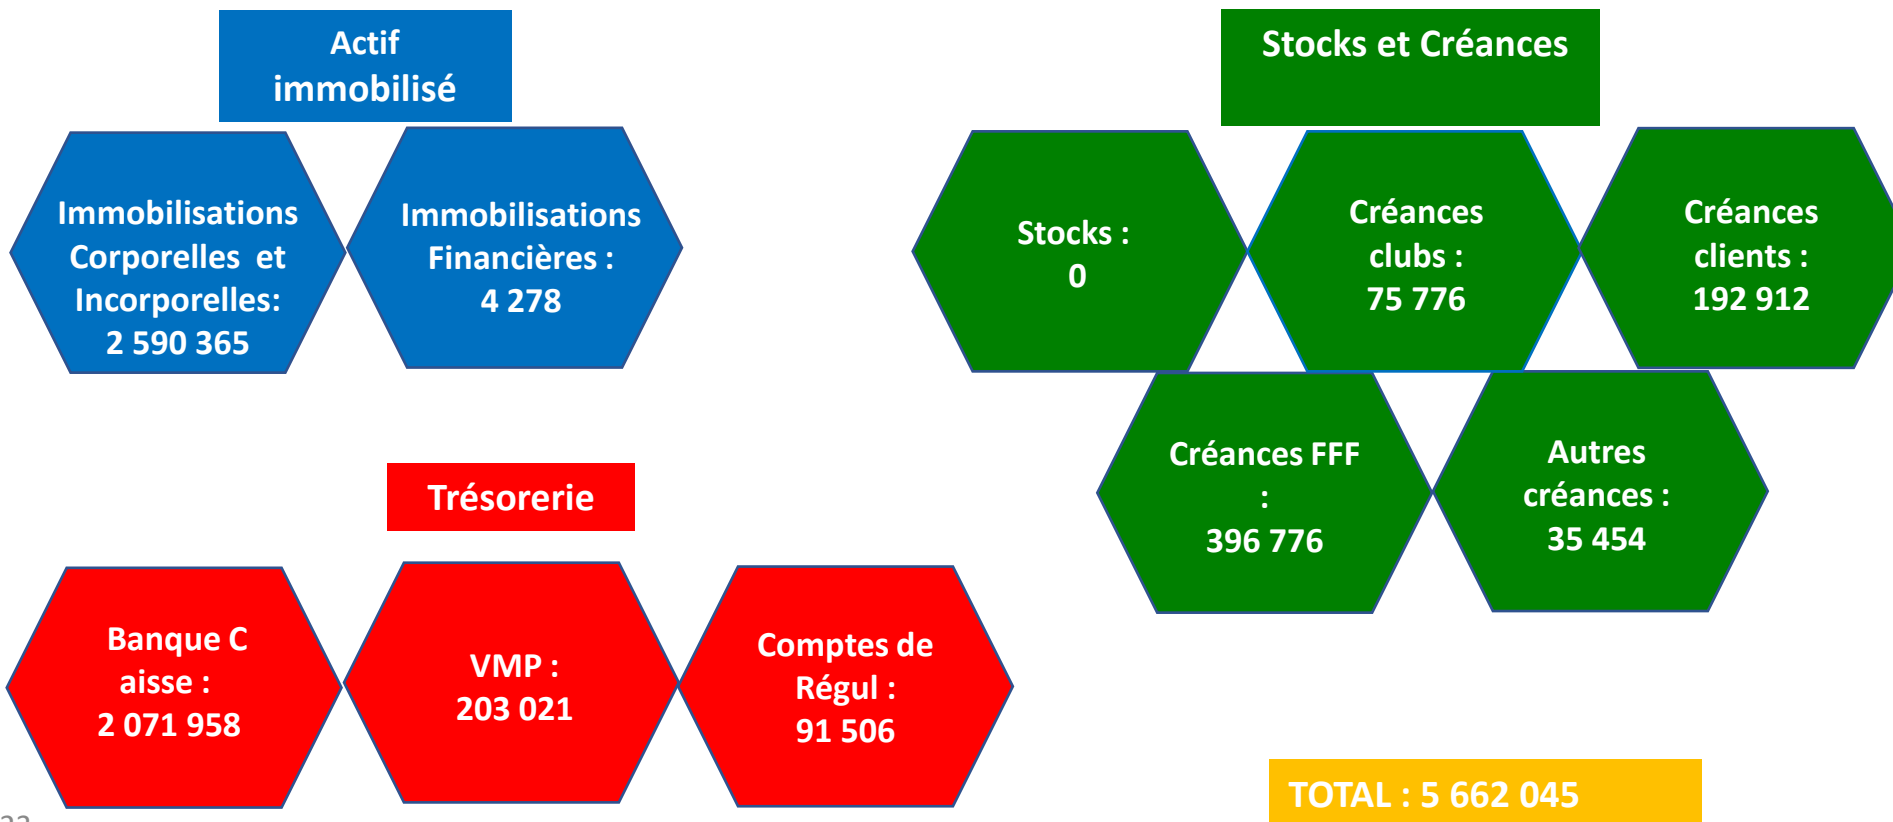 Actif
immobilisé
Immobilisations
Corporelles et
Incorporelles:
2 590 365
Immobilisations
Financières :
4 278
Stocks et Créances
Stocks :
0
Créances
clubs :
75 776
Créances
clients :
192 912
Créances FFF
:
396 776
Autres
créances :
35 454
Trésorerie
Banque C
aisse :
2 071 958
VMP :
203 021
Comptes de
Régul :
91 506
TOTAL : 5 662 045